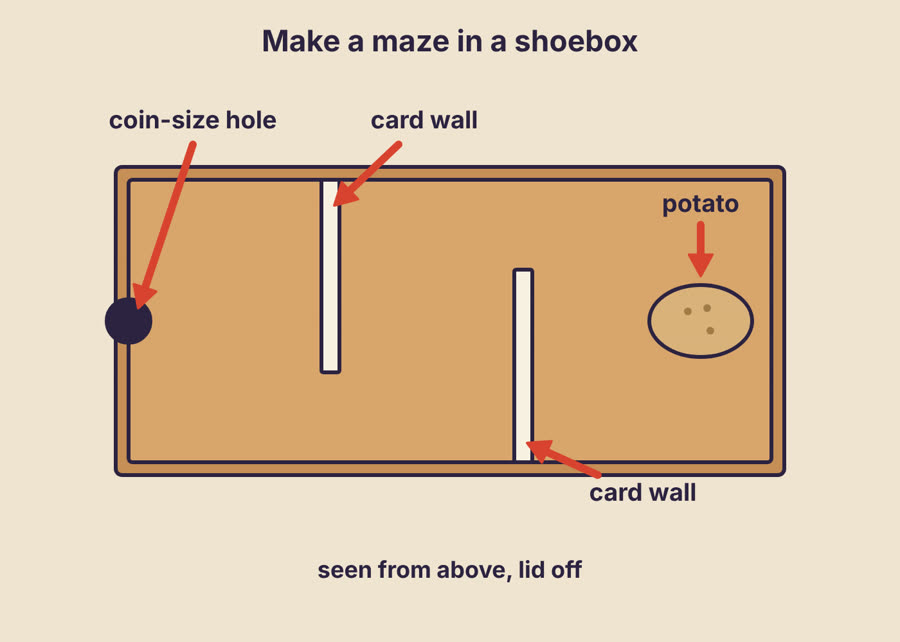 Make a maze in a shoebox
coin-size hole
card wall
potato
card wall
seen from above, lid off